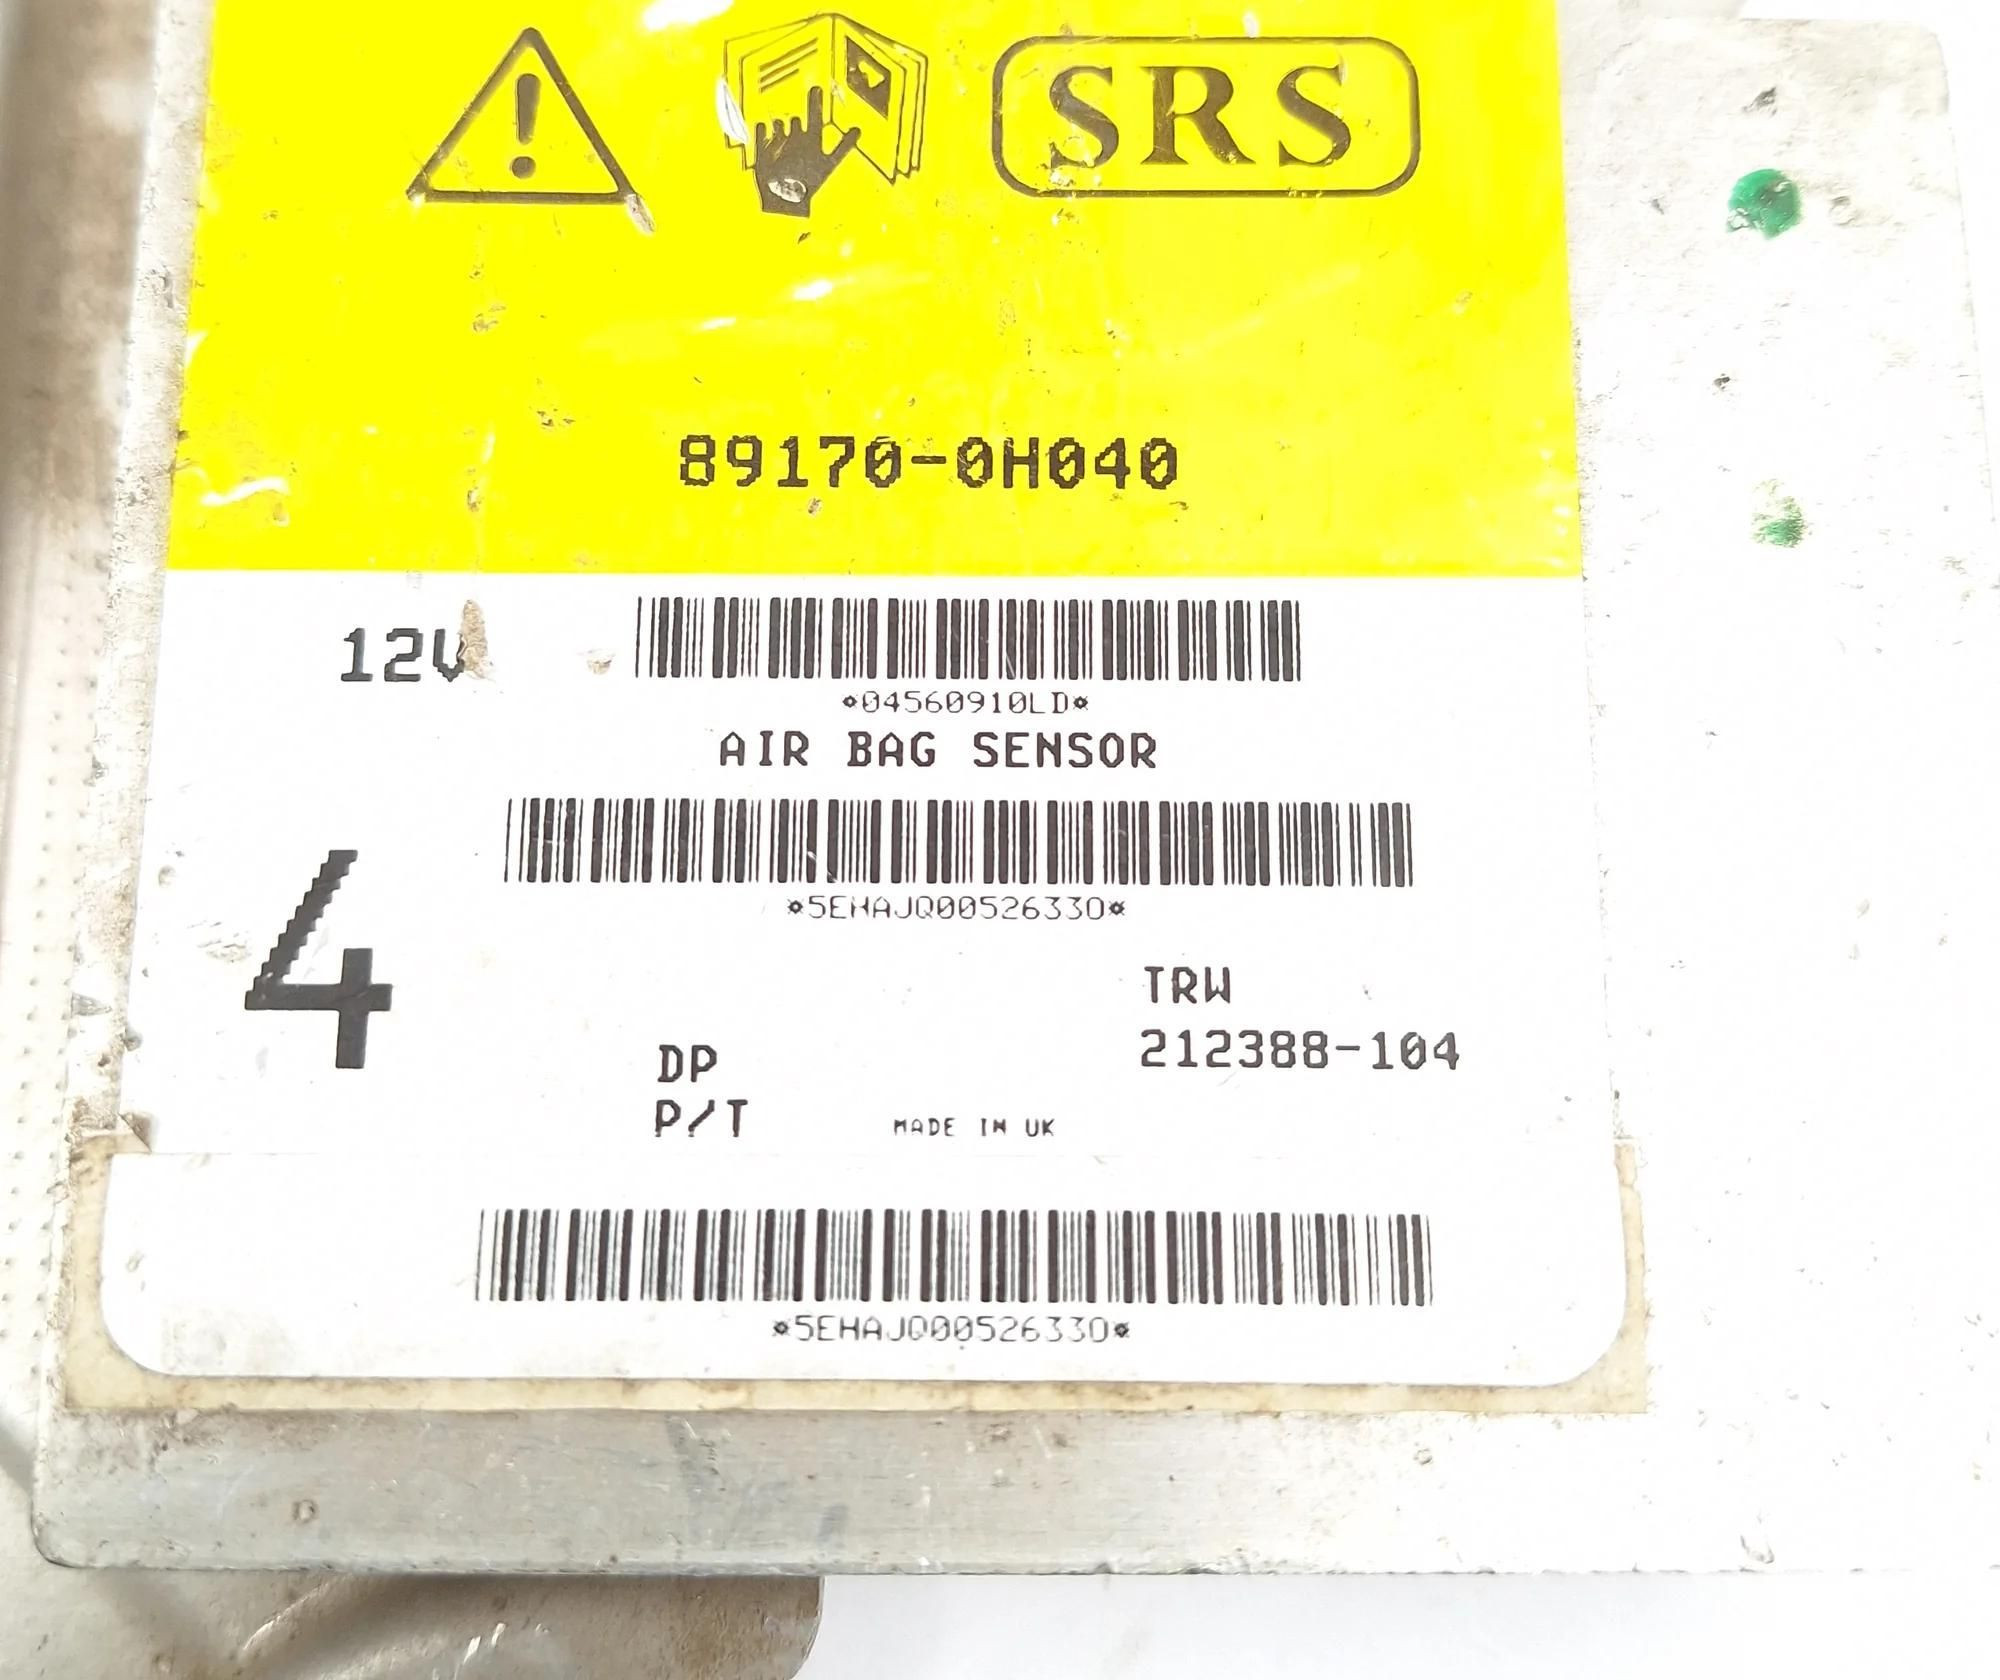 SRS
89170-0H040
12V
*04560910LD*
AIR BAG SENSOR
*5EHAJQ00526330*
4
TRW
212388-104
DP
P/T
MADE IN UK
*5EHAJQ00526330*